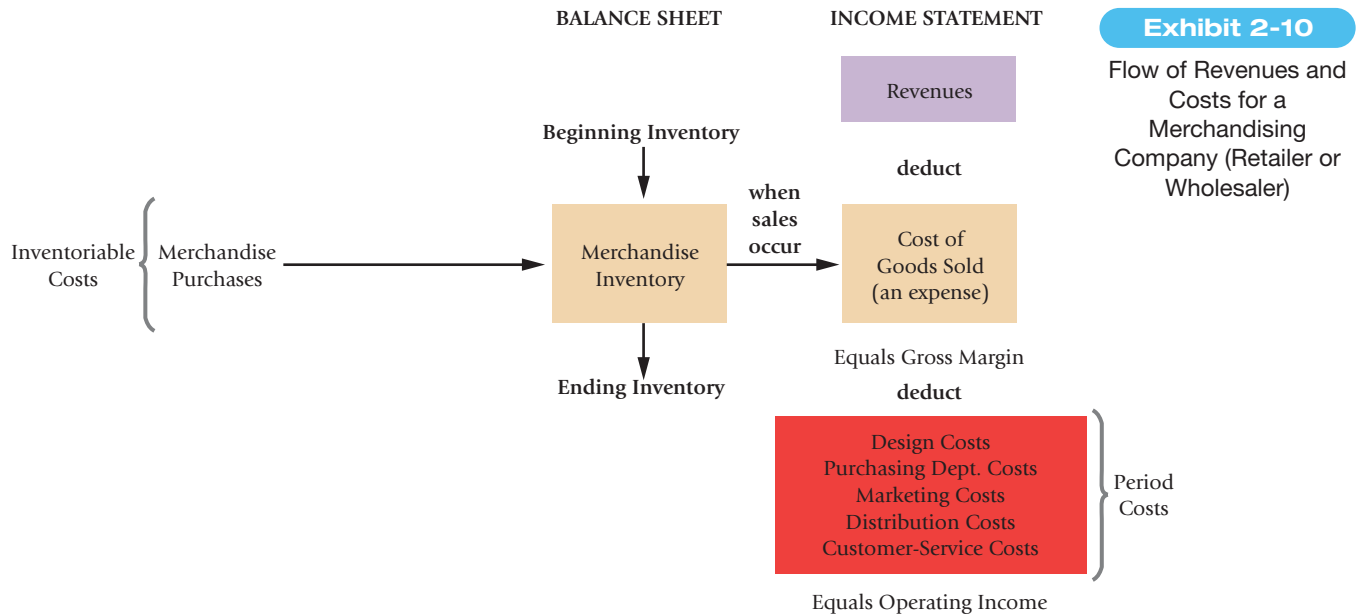 BALANCE SHEET
INCOME STATEMENT
Exhibit 2-10
Flow of Revenues and
Costs for a
Merchandising
Company (Retailer or
Wholesaler)
Revenues
Beginning Inventory
deduct
when
sales
occur
Inventoriable
Costs
Merchandise
Purchases
Merchandise
Inventory
Cost of
Goods Sold
(an expense)
Equals Gross Margin
Ending Inventory
deduct
Design Costs
Purchasing Dept. Costs
Marketing Costs
Distribution Costs
Customer-Service Costs
Period
Costs
Equals Operating Income